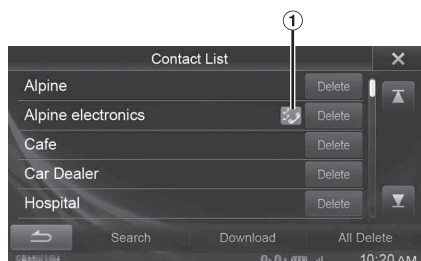 1
Contact List
Alpine Delete
Alpine electronics Delete
Cafe Delete
Car Dealer Delete
Hospital Delete
Search Download All Delete
10:20 AM